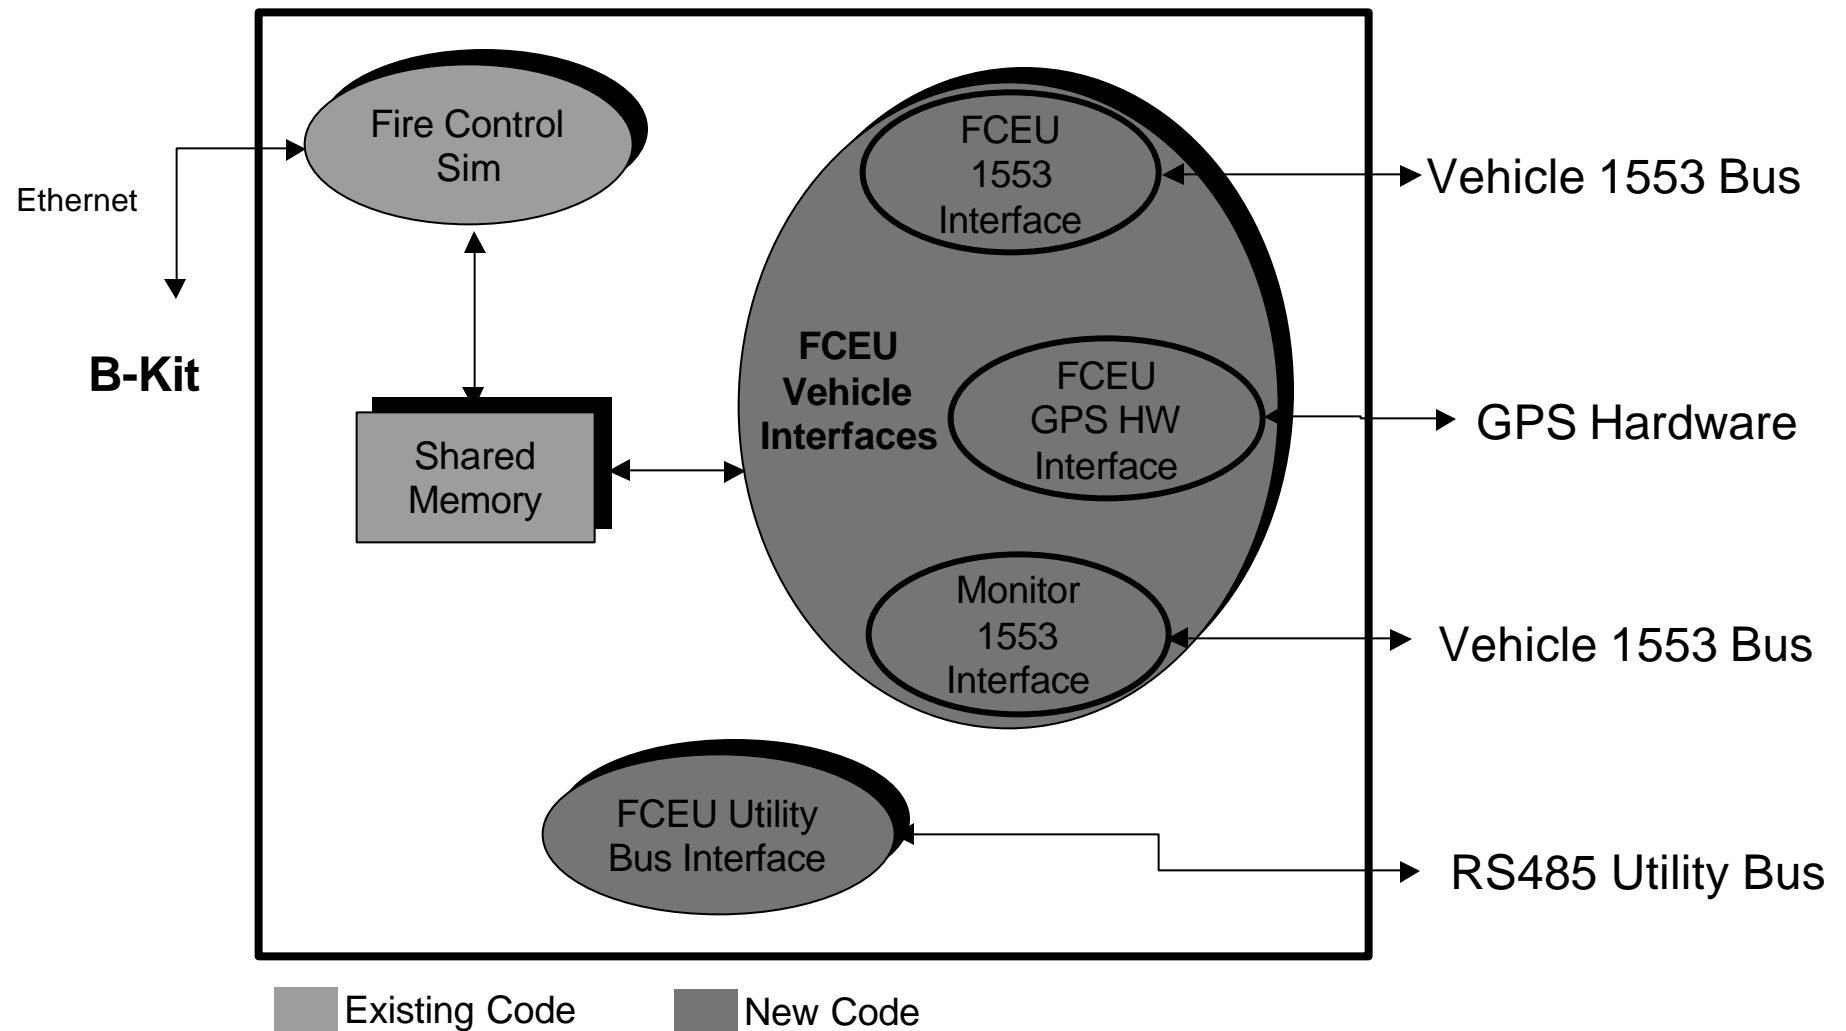 Fire Control
Sim
Ethernet
B-Kit
Shared
Memory
FCEU
Vehicle
Interfaces
FCEU
1553
Interface
FCEU
GPS HW
Interface
Monitor
1553
Interface
FCEU Utility
Bus Interface
Vehicle 1553 Bus
GPS Hardware
Vehicle 1553 Bus
RS485 Utility Bus
Existing Code
New Code